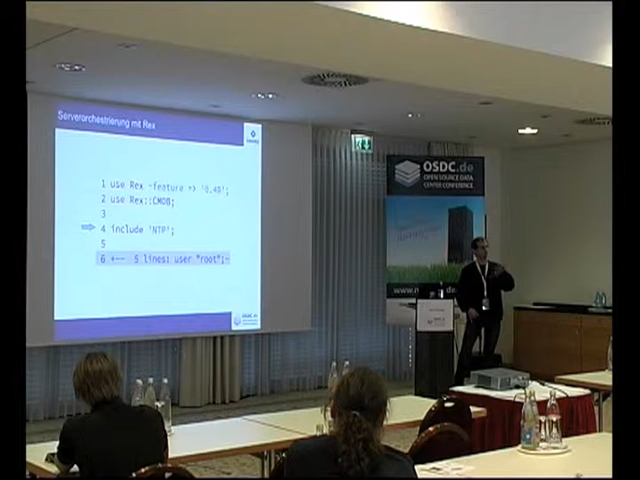 Serverorchestrierung mit Rex
1 use Rex -feature => '0.40';
2 use Rex::CMDB;
3
4 include 'NTP';
5
6 +-- 5 lines: user "root";-
OSDC.de
OPEN SOURCE DATA
CENTER CONFERENCE